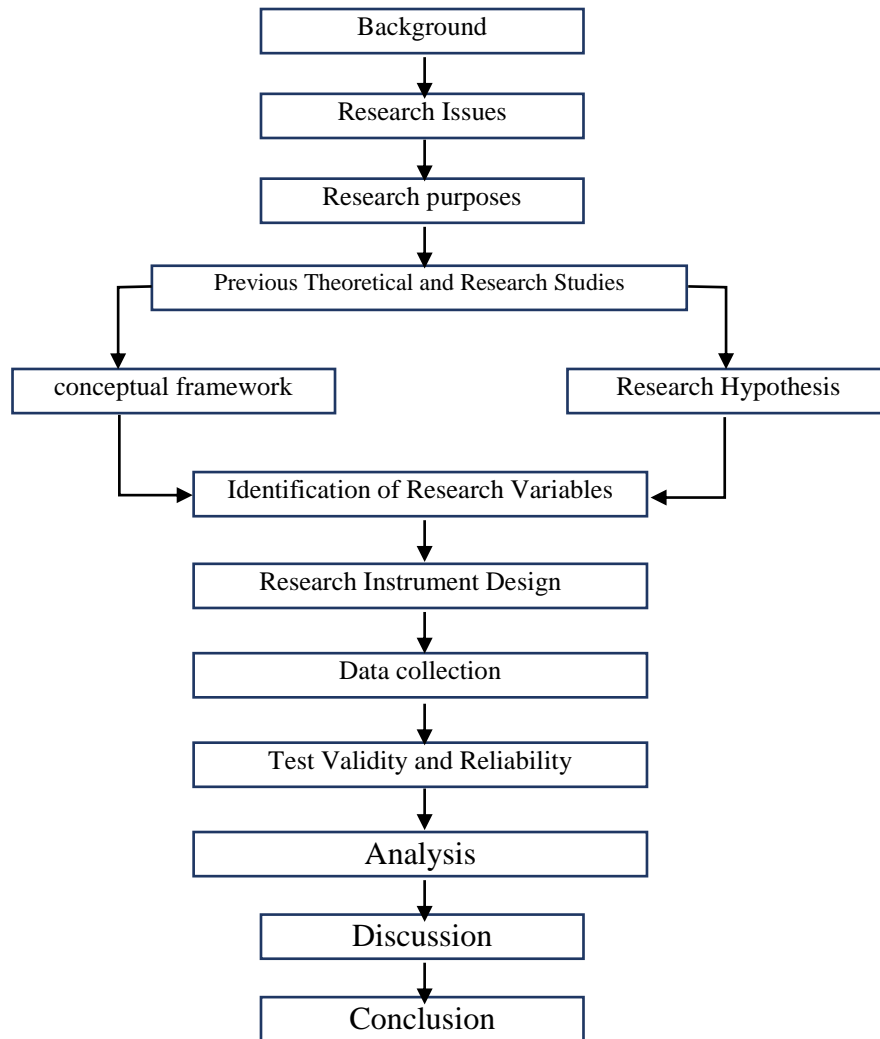 Background
Research Issues
Research purposes
Previous Theoretical and Research Studies
conceptual framework
Research Hypothesis
Identification of Research Variables
Research Instrument Design
Data collection
Test Validity and Reliability
Analysis
Discussion
Conclusion